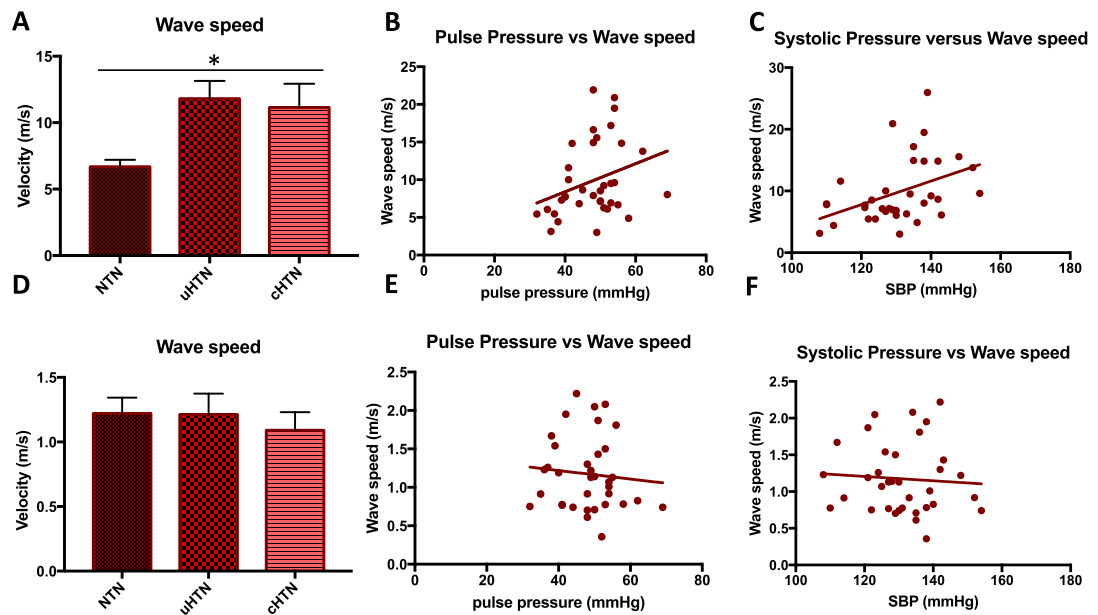 A
Wave speed
Velocity (m/s)
15
10
5
0
*
NTN
uHTN
cHTN
B
Pulse Pressure vs Wave speed
Wave speed (m/s)
25
20
15
10
5
0
0 20 40 60 80
pulse pressure (mmHg)
C
Systolic Pressure versus Wave speed
Wave speed (m/s)
30
20
10
0
100 120 140 160 180
SBP (mmHg)
D
Wave speed
Velocity (m/s)
1.5
1.0
0.5
0.0
NTN
uHTN
cHTN
E
Pulse Pressure vs Wave speed
Wave speed (m/s)
2.5
2.0
1.5
1.0
0.5
0.0
0 20 40 60 80
pulse pressure (mmHg)
F
Systolic Pressure vs Wave speed
Wave speed (m/s)
2.5
2.0
1.5
1.0
0.5
0.0
100 120 140 160 180
SBP (mmHg)